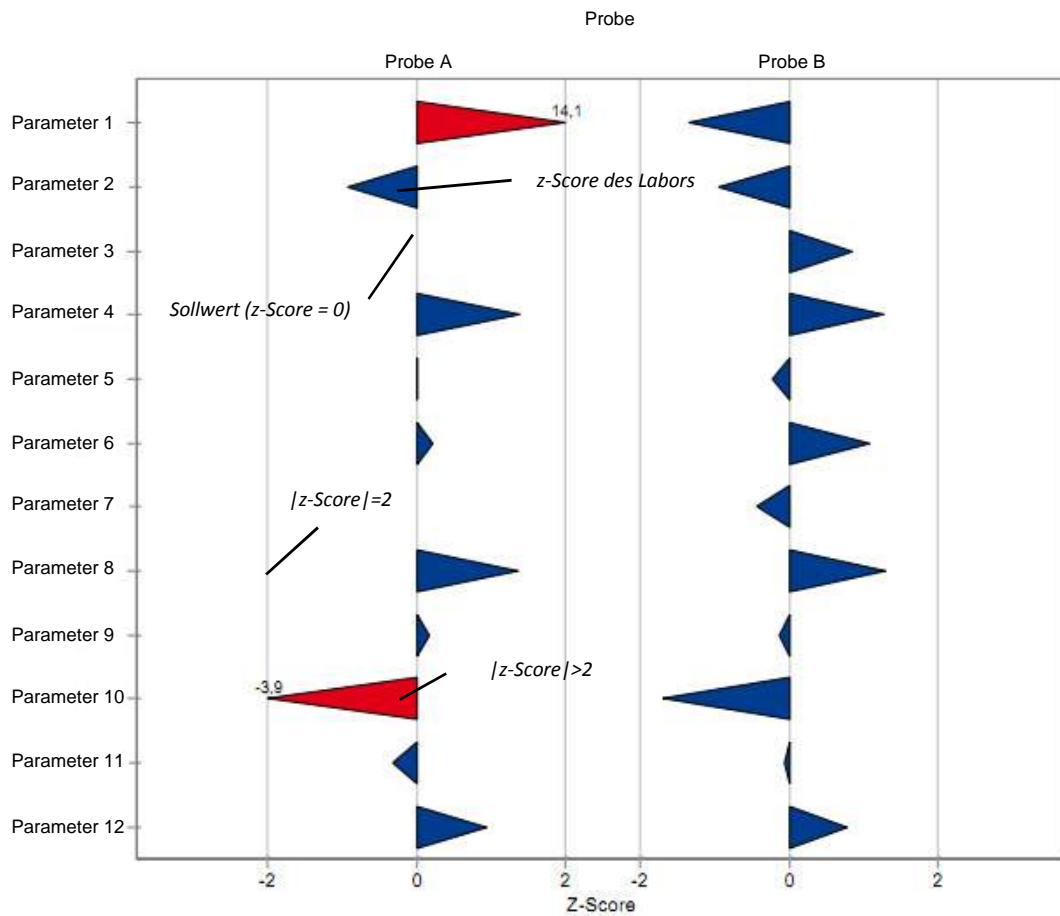 Probe
Probe A Probe B
Parameter 1
14,1
Parameter 2
z-Score des Labors
Parameter 3
Sollwert (z-Score = 0)
Parameter 4
Parameter 5
Parameter 6
Parameter 7
|z-Score|=2
Parameter 8
Parameter 9
|z-Score|>2
Parameter 10
-3,9
Parameter 11
Parameter 12
-2 0 2 -2 0 2
Z-Score